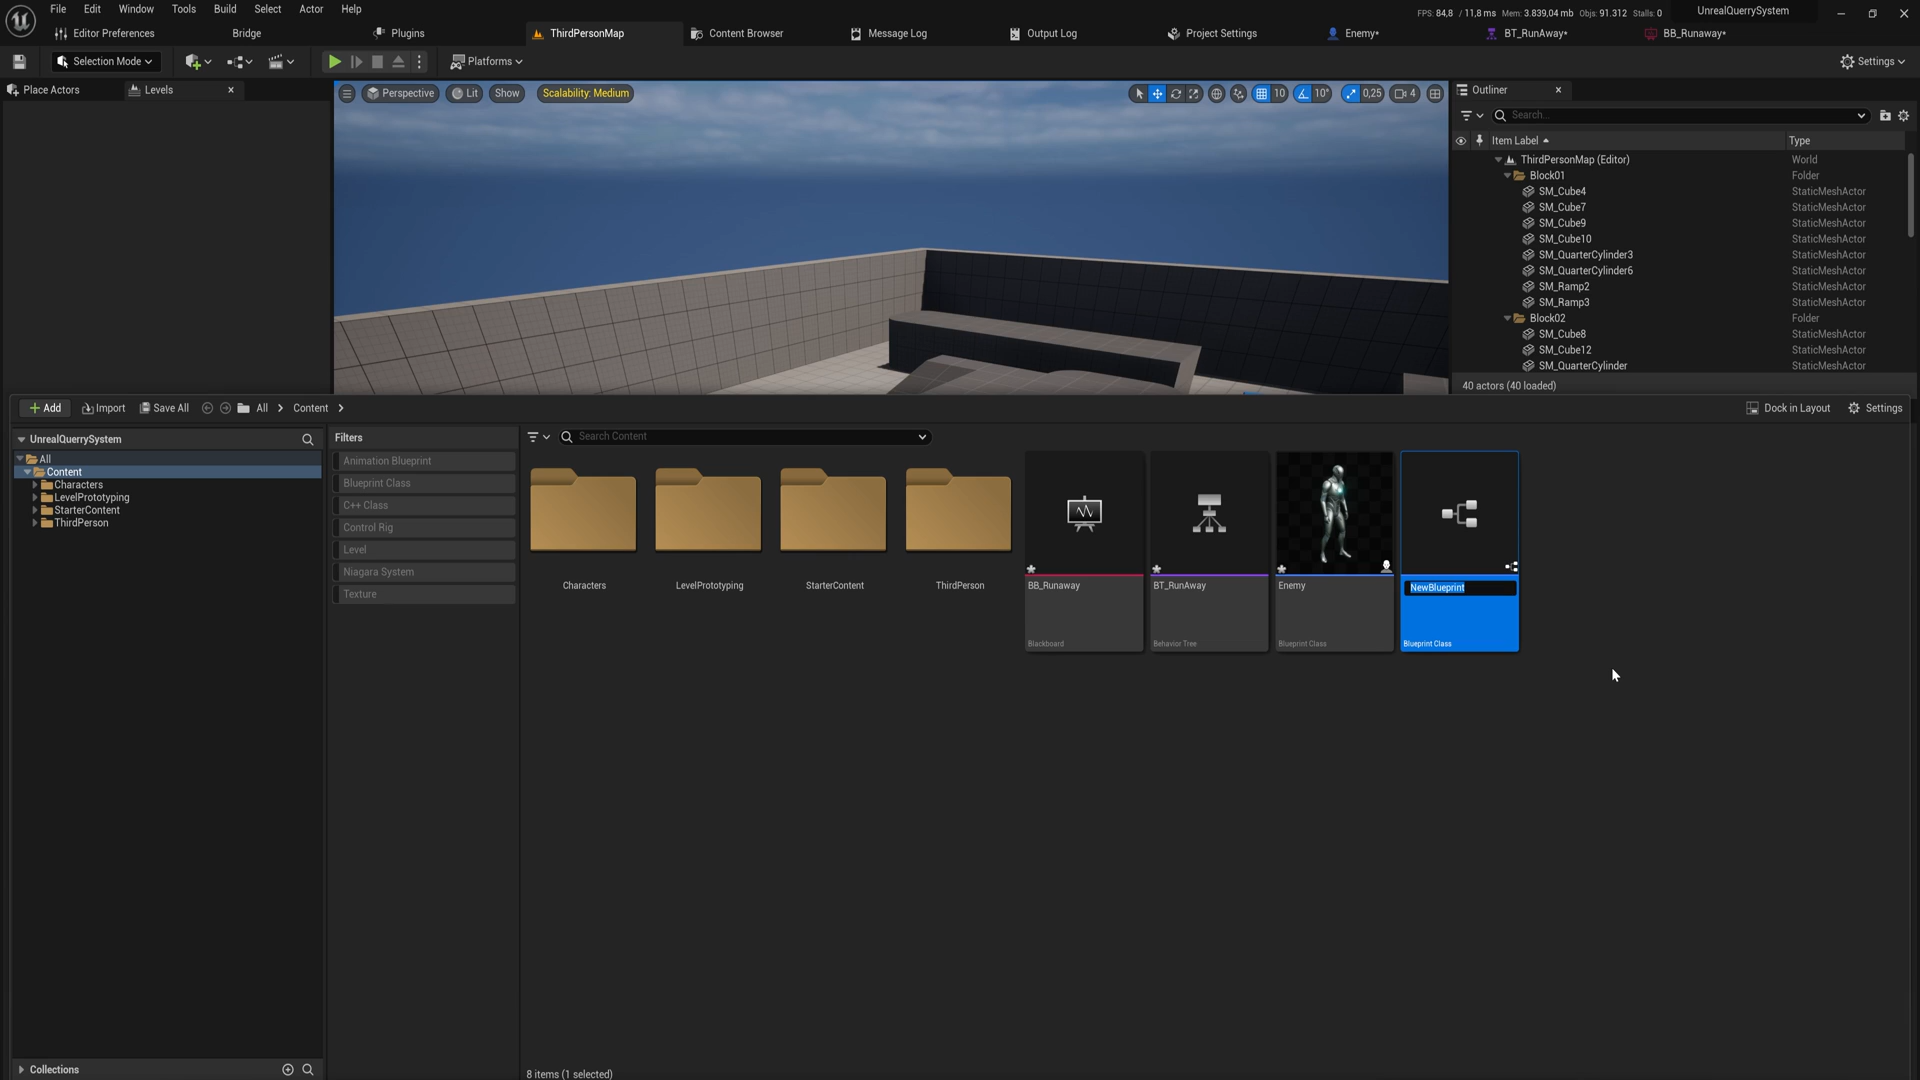 File Edit Window Tools Build Select Actor Help
FPS: 84,8 / 11,8 ms Mem: 3.839,04 mb Objs: 91.312 Stalls: 0
UnrealQuerrySystem
Editor Preferences
Bridge
Plugins
ThirdPersonMap
Content Browser
Message Log
Output Log
Project Settings
Enemy*
BT_RunAway*
BB_Runaway*
Selection Mode
Platforms
Settings
Place Actors
Levels
Perspective
Lit
Show
Scalability: Medium
10
10°
0,25
4
Outliner
Search...
Item Label
Type
ThirdPersonMap (Editor) World
Block01 Folder
SM_Cube4 StaticMeshActor
SM_Cube7 StaticMeshActor
SM_Cube9 StaticMeshActor
SM_Cube10 StaticMeshActor
SM_QuarterCylinder3 StaticMeshActor
SM_QuarterCylinder6 StaticMeshActor
SM_Ramp2 StaticMeshActor
SM_Ramp3 StaticMeshActor
Block02 Folder
SM_Cube8 StaticMeshActor
SM_Cube12 StaticMeshActor
SM_QuarterCylinder StaticMeshActor
40 actors (40 loaded)
Add
Import
Save All
All
Content
Dock in Layout
Settings
UnrealQuerrySystem
All
Content
Characters
LevelPrototyping
StarterContent
ThirdPerson
Collections
Filters
Animation Blueprint
Blueprint Class
C++ Class
Control Rig
Level
Niagara System
Texture
Search Content
Characters
LevelPrototyping
StarterContent
ThirdPerson
BB_Runaway
Blackboard
BT_RunAway
Behavior Tree
Enemy
Blueprint Class
NewBlueprint
Blueprint Class
8 items (1 selected)